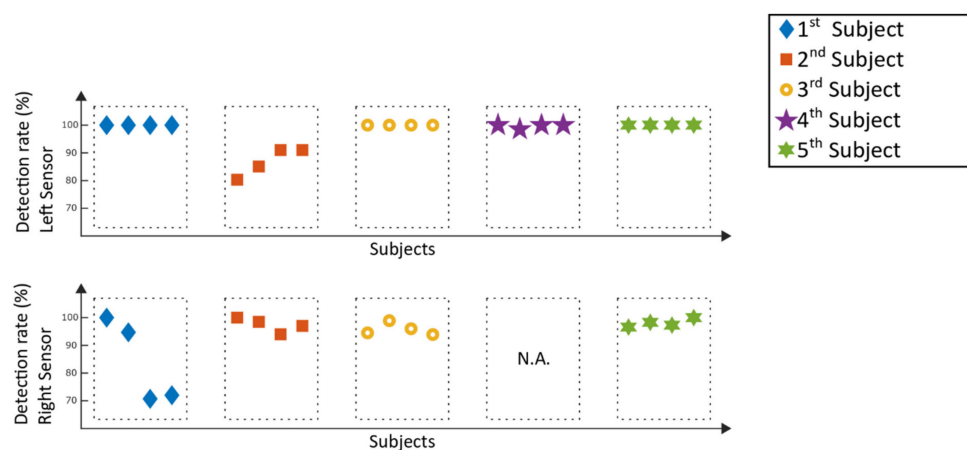 1st Subject
2nd Subject
3rd Subject
4th Subject
5th Subject
Detection rate (%)
Left Sensor
100
90
80
70
Subjects
Detection rate (%)
Right Sensor
100
90
80
70
N.A.
Subjects